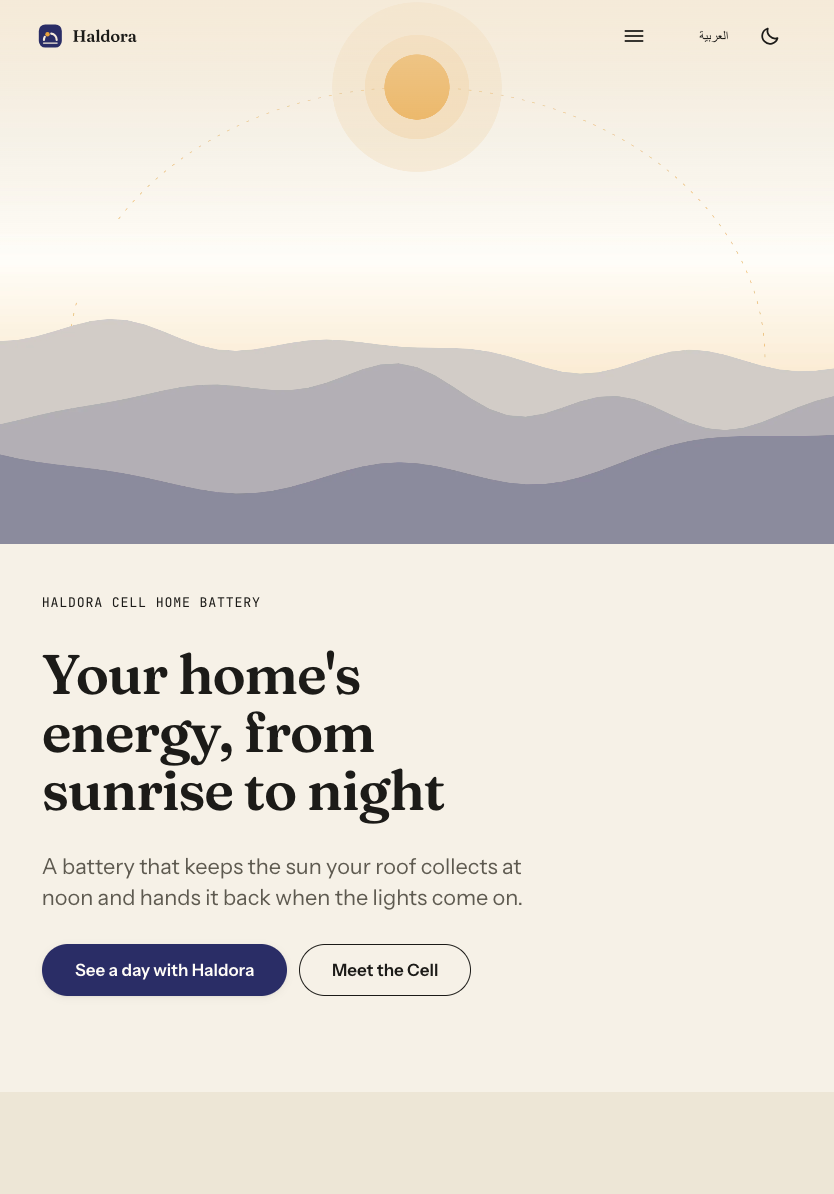 Haldora
العربية
HALDORA CELL HOME BATTERY
Your home's
energy, from
sunrise to night
A battery that keeps the sun your roof collects at
noon and hands it back when the lights come on.
See a day with Haldora
Meet the Cell